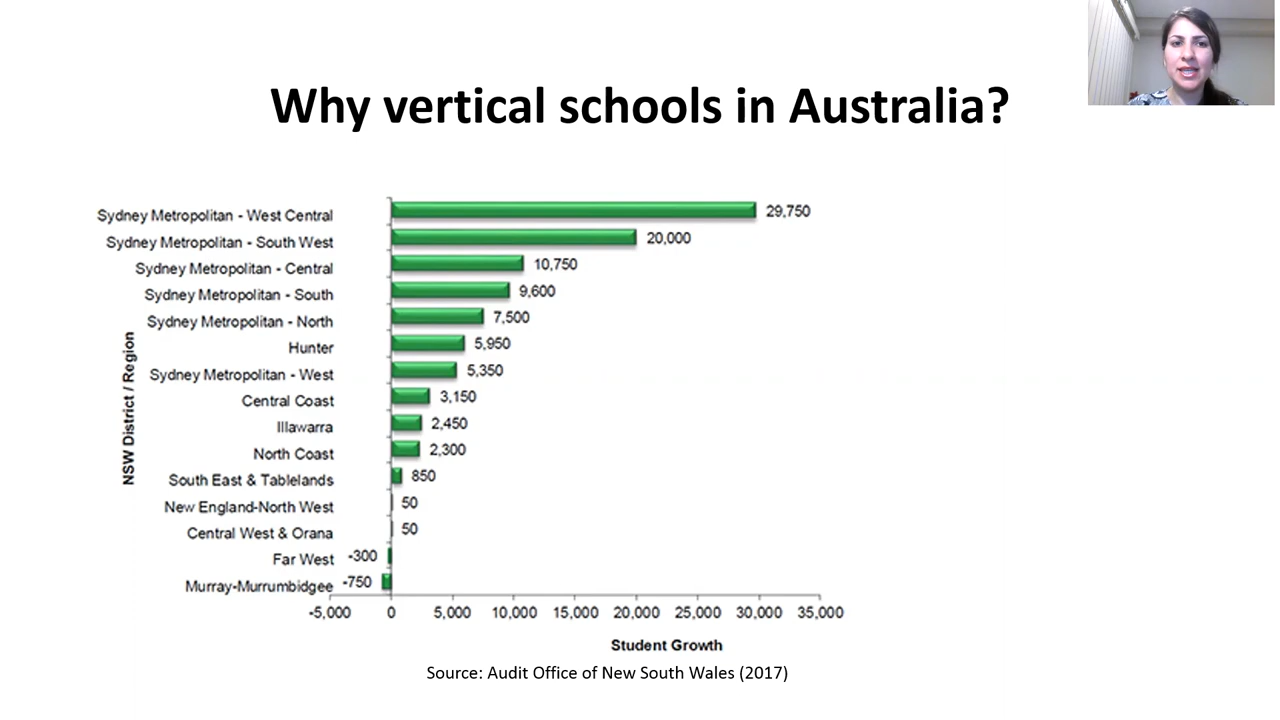 Why vertical schools in Australia?
Sydney Metropolitan - West Central 29,750
Sydney Metropolitan - South West 20,000
Sydney Metropolitan - Central 10,750
Sydney Metropolitan - South 9,600
Sydney Metropolitan - North 7,500
Hunter 5,950
Sydney Metropolitan - West 5,350
Central Coast 3,150
Illawarra 2,450
North Coast 2,300
South East & Tablelands 850
New England-North West 50
Central West & Orana 50
Far West -300
Murray-Murrumbidgee -750
NSW District / Region
-5,000 0 5,000 10,000 15,000 20,000 25,000 30,000 35,000
Student Growth
Source: Audit Office of New South Wales (2017)